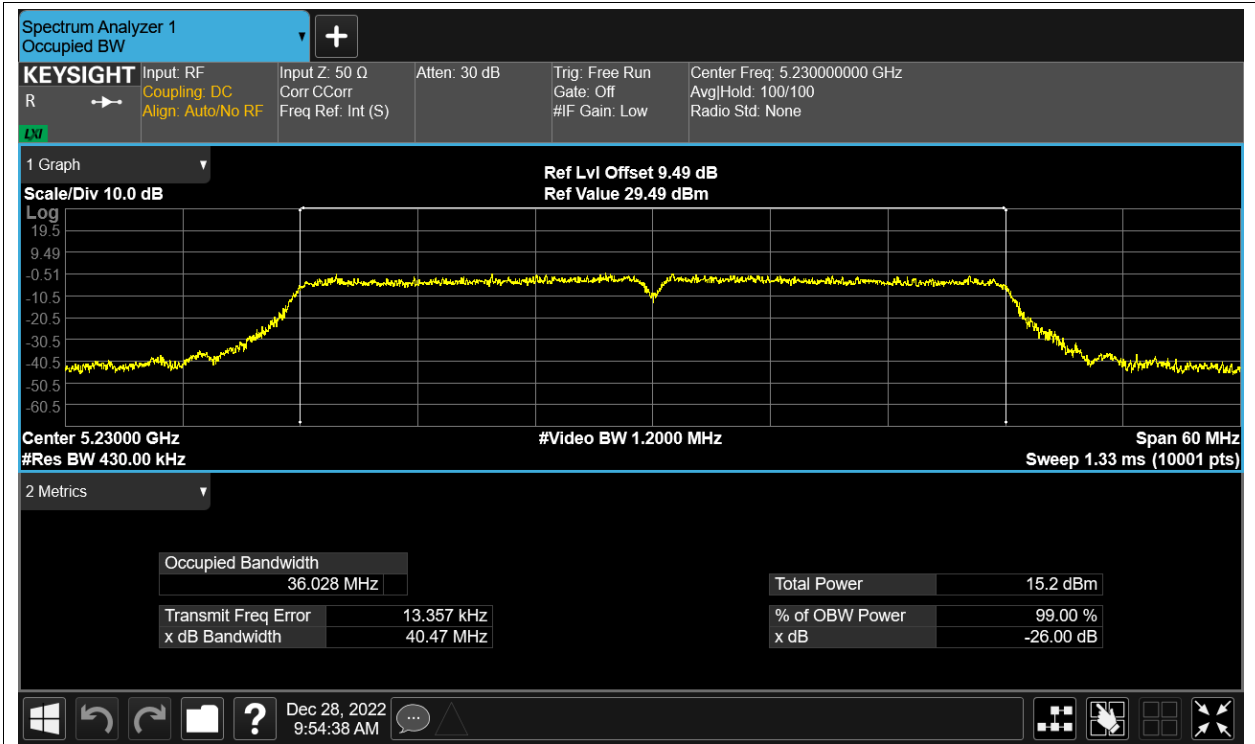 Spectrum Analyzer 1
Occupied BW
KEYSIGHT
R
LXI
Input: RF
Coupling: DC
Align: Auto/No RF
Input Z: 50 Ω
Corr CCorr
Freq Ref: Int (S)
Atten: 30 dB
Trig: Free Run
Gate: Off
#IF Gain: Low
Center Freq: 5.230000000 GHz
Avg|Hold: 100/100
Radio Std: None
1 Graph
Ref Lvl Offset 9.49 dB
Scale/Div 10.0 dB
Ref Value 29.49 dBm
Log
19.5
9.49
-0.51
-10.5
-20.5
-30.5
-40.5
-50.5
-60.5
Center 5.23000 GHz
#Video BW 1.2000 MHz
Span 60 MHz
#Res BW 430.00 kHz
Sweep 1.33 ms (10001 pts)
2 Metrics
Occupied Bandwidth
36.028 MHz
Total Power 15.2 dBm
Transmit Freq Error 13.357 kHz
% of OBW Power 99.00 %
x dB Bandwidth 40.47 MHz
x dB -26.00 dB
?
Dec 28, 2022
9:54:38 AM